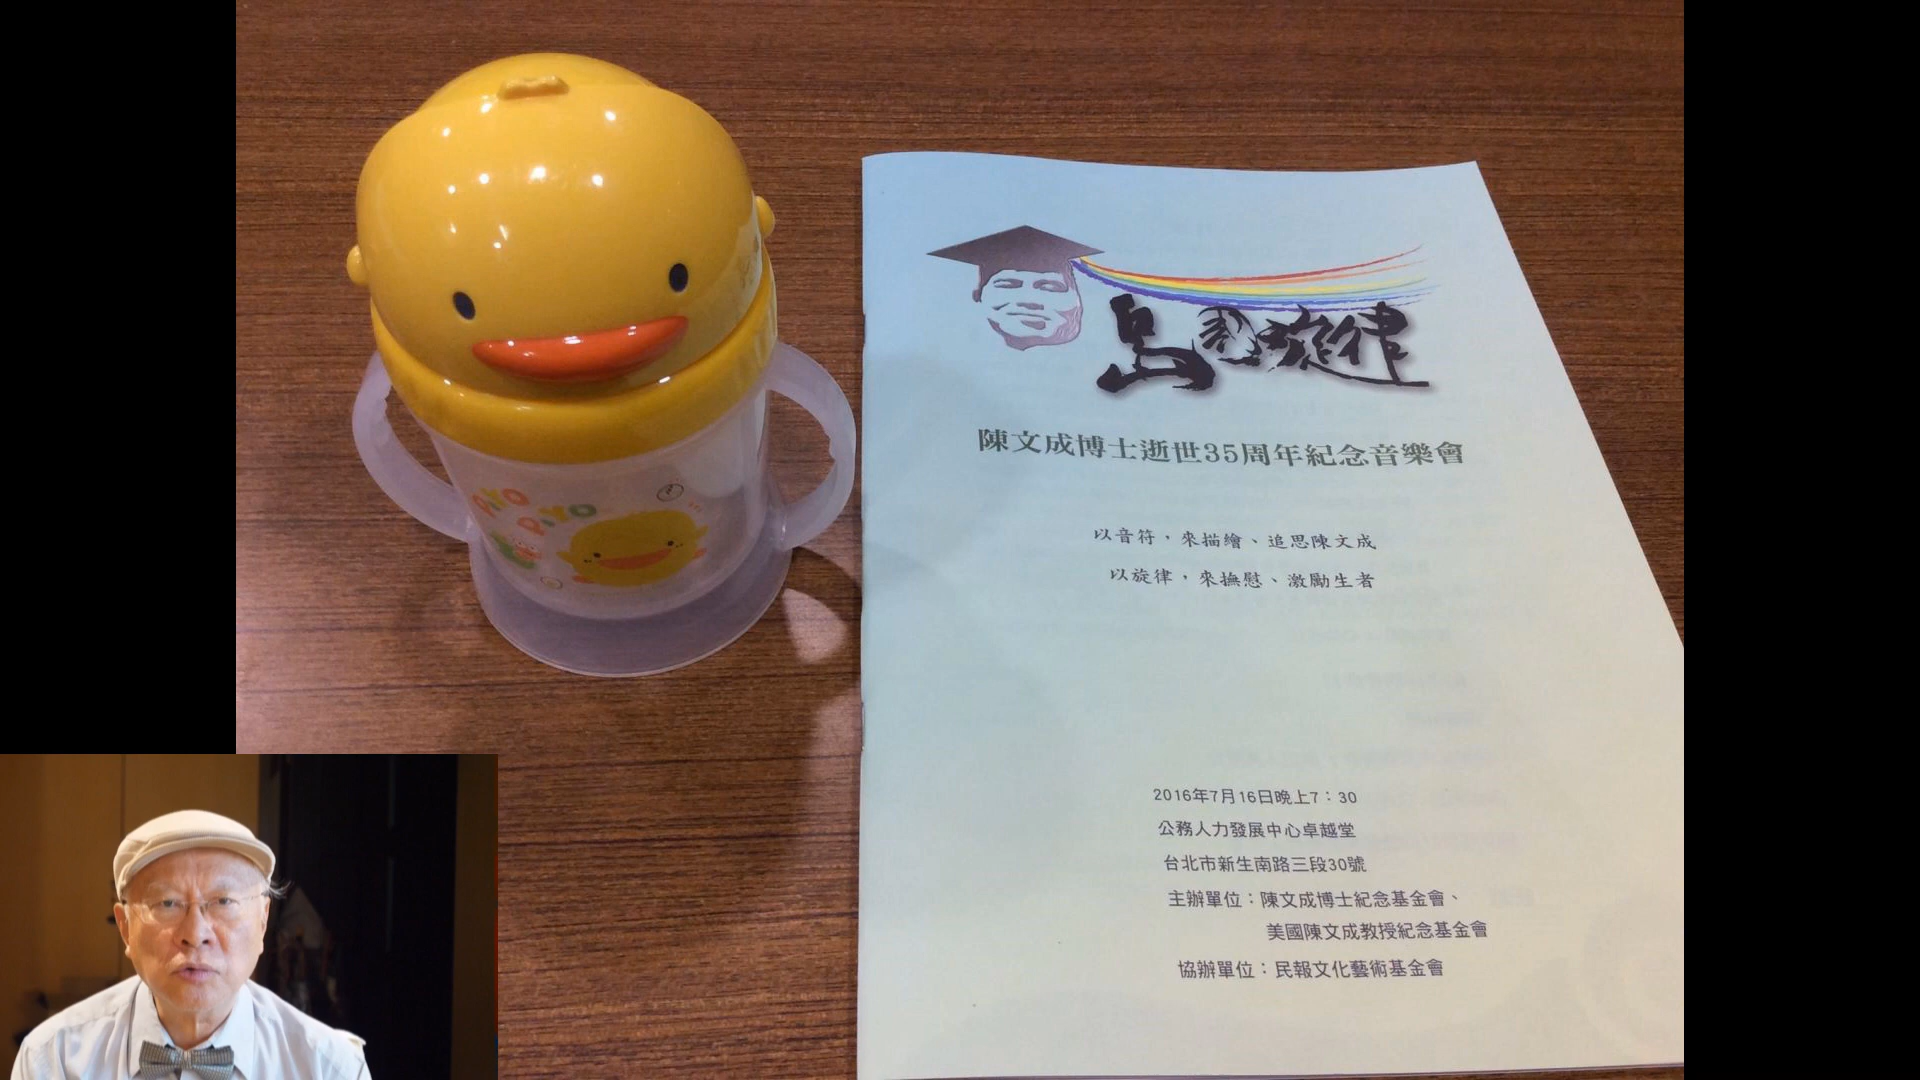 PiYO
PiYO
島國旋律
陳文成博士逝世35周年紀念音樂會
以音符，來描繪、追思陳文成
以旋律，來撫慰、激勵生者
2016年7月16日晚上7：30
公務人力發展中心卓越堂
台北市新生南路三段30號
主辦單位：陳文成博士紀念基金會、
美國陳文成教授紀念基金會
協辦單位：民報文化藝術基金會